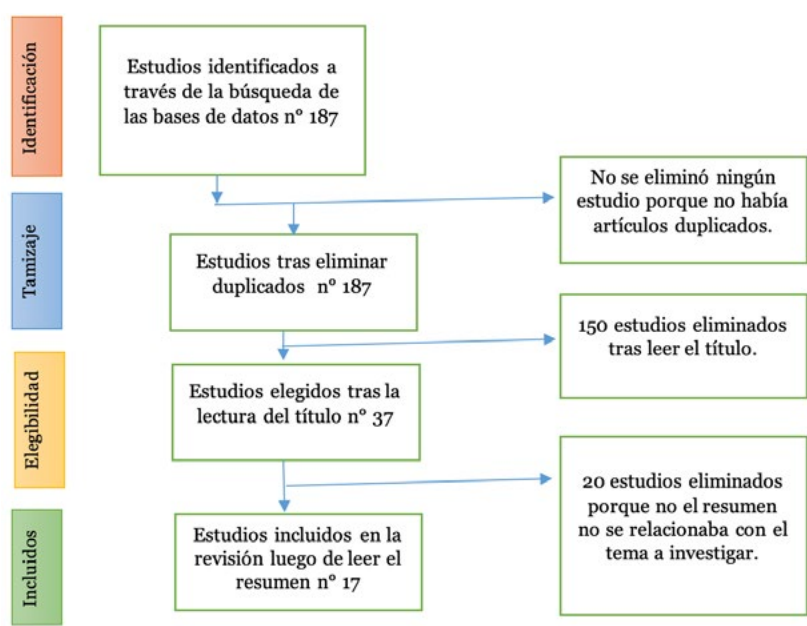 Identificación
Estudios identificados a
través de la búsqueda de
las bases de datos nº 187
No se eliminó ningún
estudio porque no había
artículos duplicados.
Tamizaje
Estudios tras eliminar
duplicados nº 187
150 estudios eliminados
tras leer el título.
Elegibilidad
Estudios elegidos tras la
lectura del título nº 37
20 estudios eliminados
porque no el resumen
no se relacionaba con el
tema a investigar.
Incluidos
Estudios incluidos en la
revisión luego de leer el
resumen nº 17